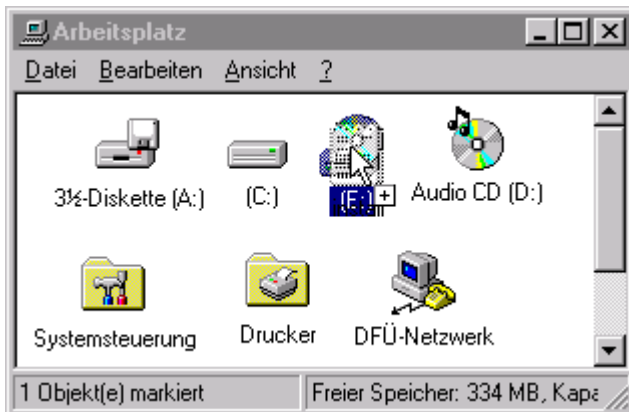 Arbeitsplatz
Datei Bearbeiten Ansicht ?
3½-Diskette (A:) (C:) (E:) Audio CD (D:)
Systemsteuerung Drucker DFÜ-Netzwerk
1 Objekt(e) markiert Freier Speicher: 334 MB, Kapa